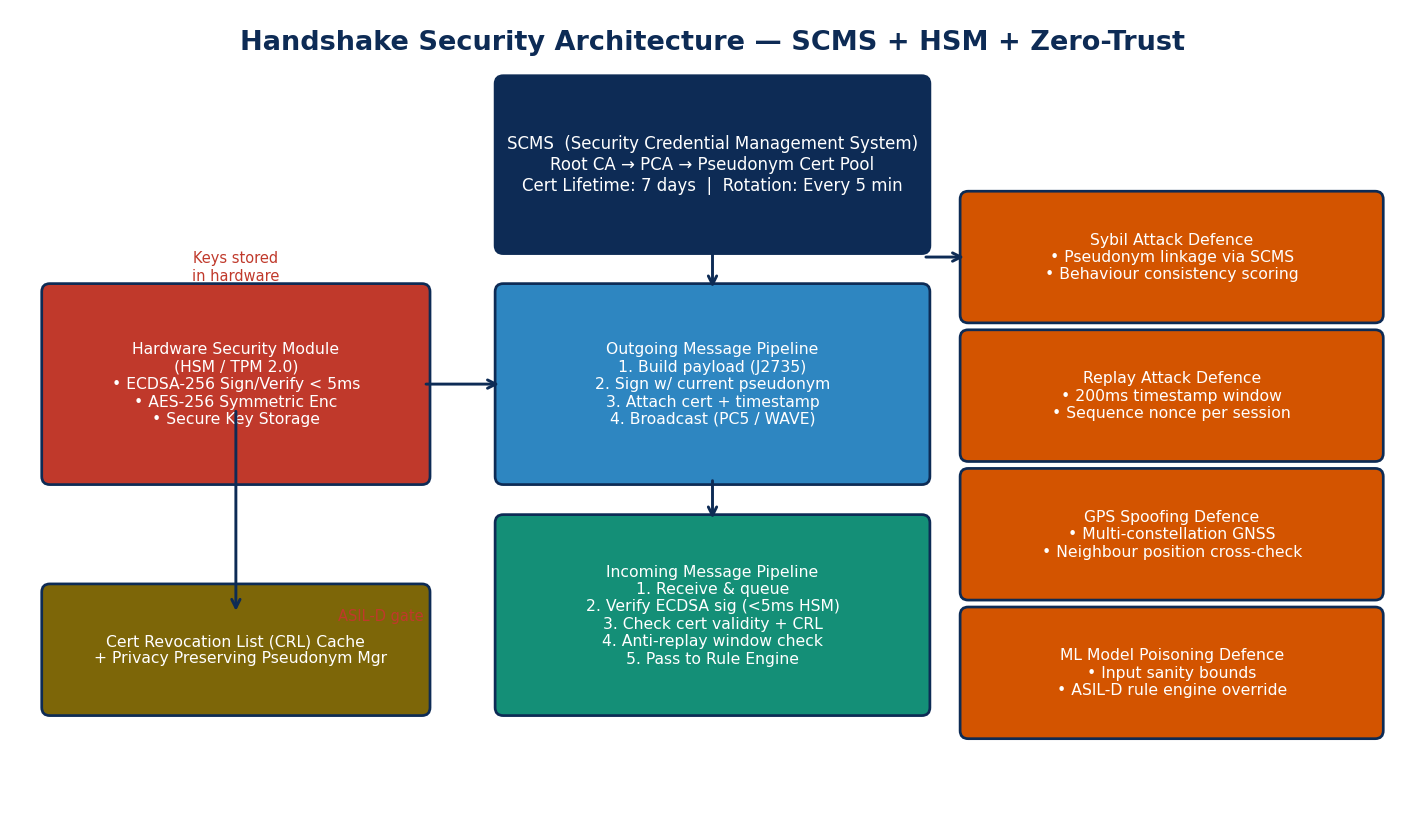 Handshake Security Architecture — SCMS + HSM + Zero-Trust
SCMS  (Security Credential Management System)
Root CA → PCA → Pseudonym Cert Pool
Cert Lifetime: 7 days  |  Rotation: Every 5 min
Keys stored
in hardware
Hardware Security Module
(HSM / TPM 2.0)
• ECDSA-256 Sign/Verify < 5ms
• AES-256 Symmetric Enc
• Secure Key Storage
Outgoing Message Pipeline
1. Build payload (J2735)
2. Sign w/ current pseudonym
3. Attach cert + timestamp
4. Broadcast (PC5 / WAVE)
Sybil Attack Defence
• Pseudonym linkage via SCMS
• Behaviour consistency scoring
Replay Attack Defence
• 200ms timestamp window
• Sequence nonce per session
GPS Spoofing Defence
• Multi-constellation GNSS
• Neighbour position cross-check
ML Model Poisoning Defence
• Input sanity bounds
• ASIL-D rule engine override
ASIL-D gate
Cert Revocation List (CRL) Cache
+ Privacy Preserving Pseudonym Mgr
Incoming Message Pipeline
1. Receive & queue
2. Verify ECDSA sig (<5ms HSM)
3. Check cert validity + CRL
4. Anti-replay window check
5. Pass to Rule Engine